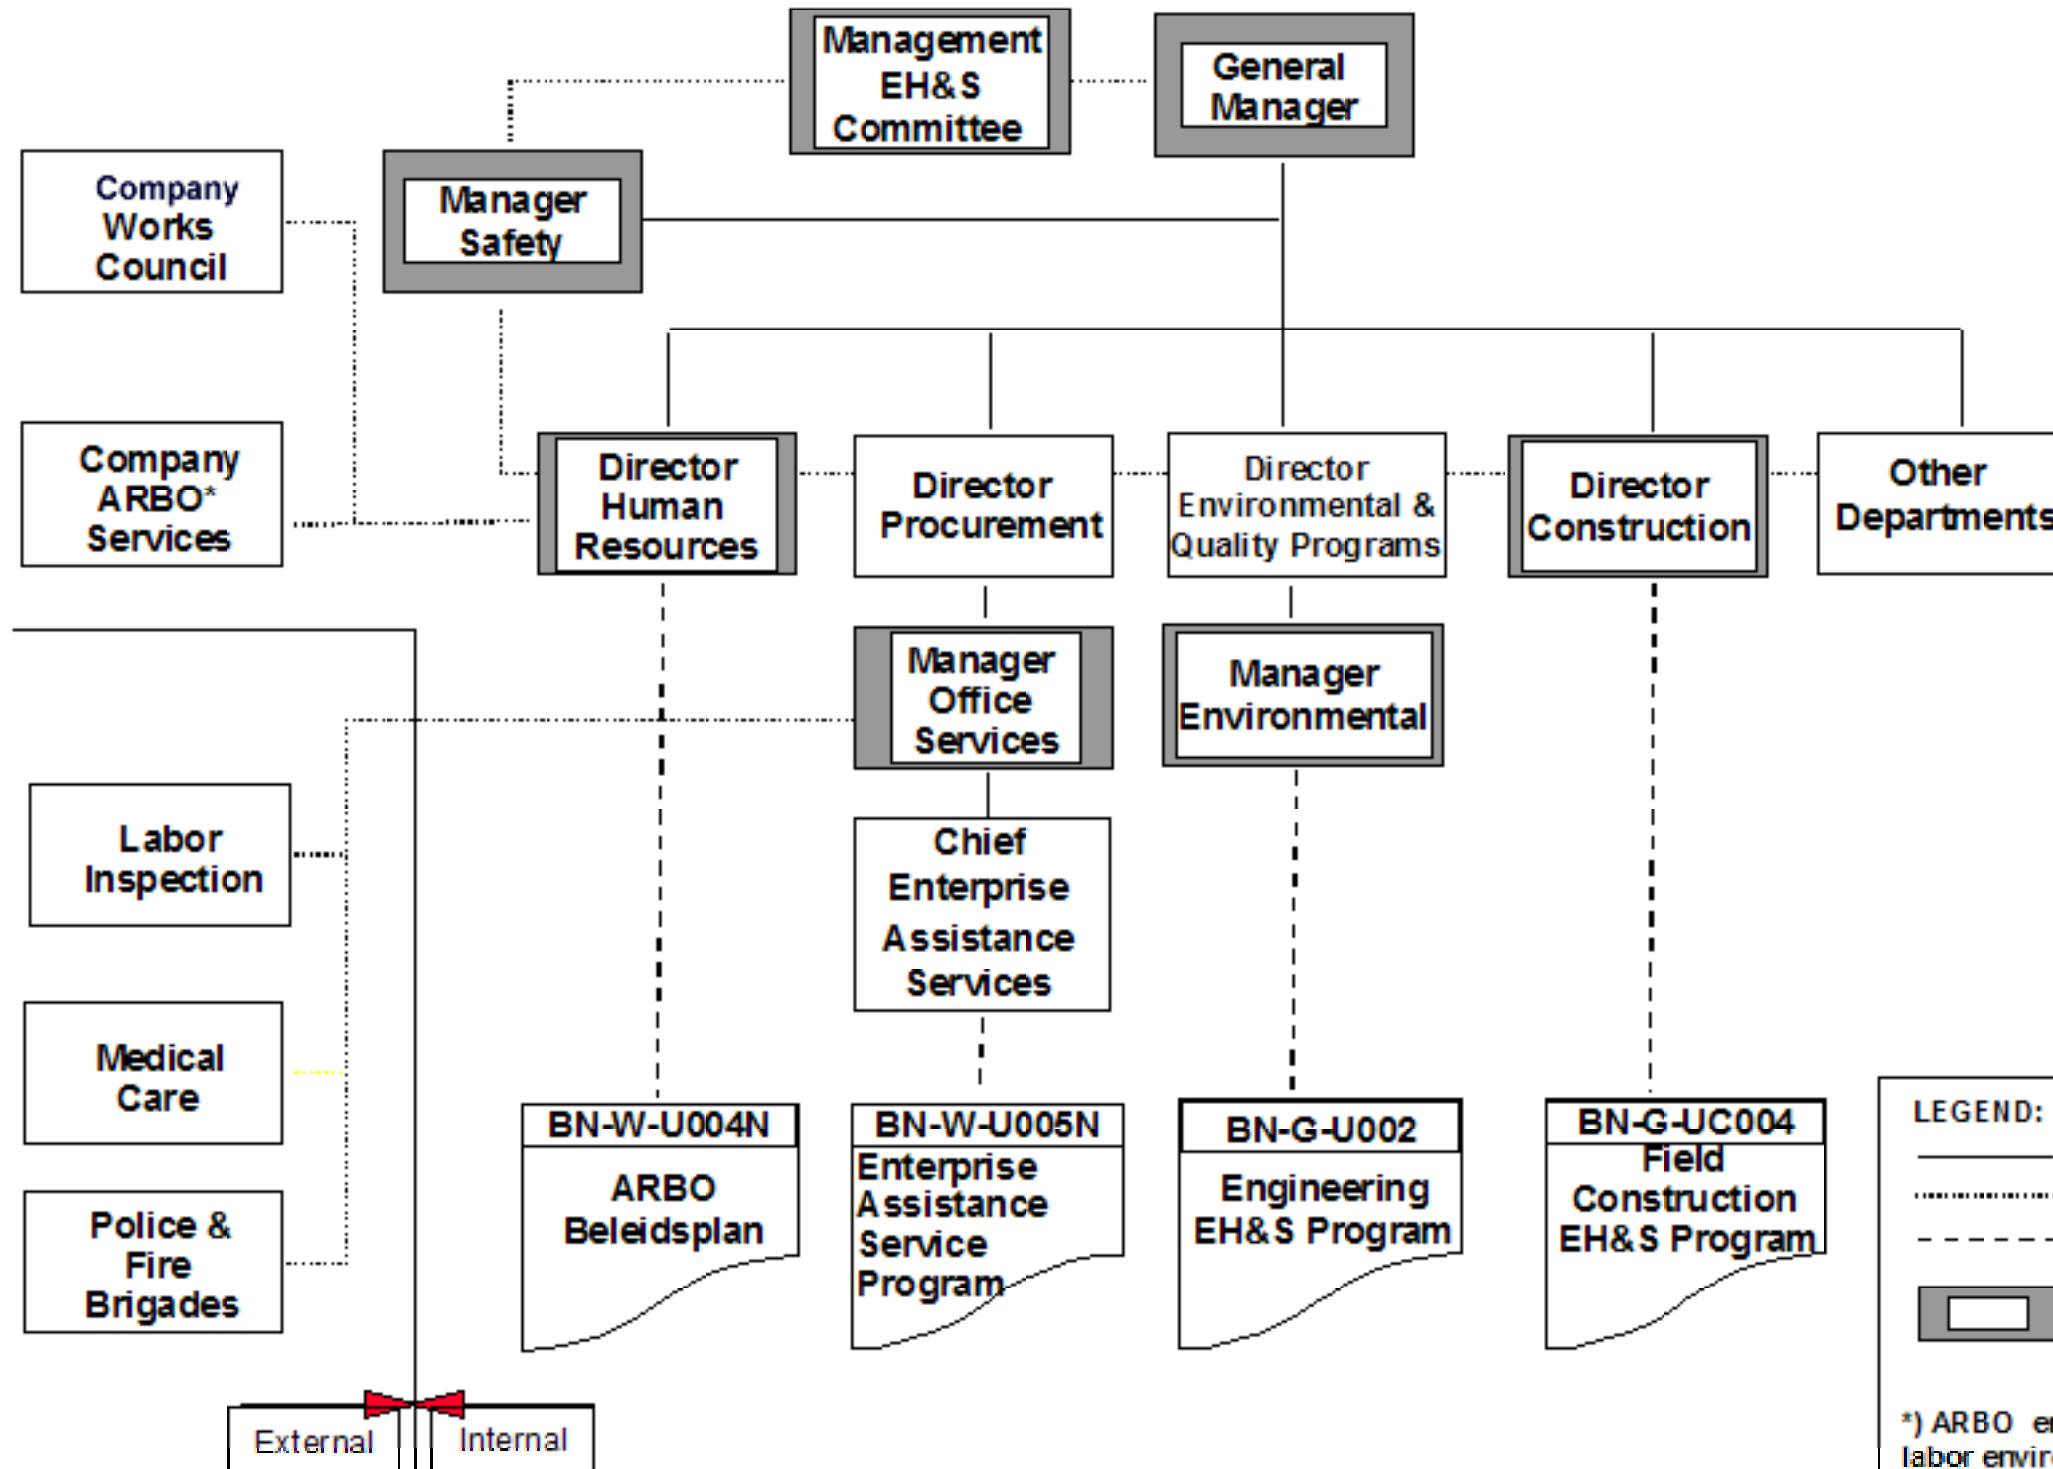 Management
EH&S
Committee
General
Manager
Company
Works
Council
Manager
Safety
Company
ARBO*
Services
Director
Human
Resources
Director
Procurement
Director
Environmental &
Quality Programs
Director
Construction
Other
Departments
Manager
Office
Services
Manager
Environmental
Labor
Inspection
Chief
Enterprise
Assistance
Services
Medical
Care
Police &
Fire
Brigades
BN-W-U004N
ARBO
Beleidsplan
BN-W-U005N
Enterprise
Assistance
Service
Program
BN-G-U002
Engineering
EH&S Program
BN-G-UC004
Field
Construction
EH&S Program
LEGEND:
*) ARBO
labor
External
Internal